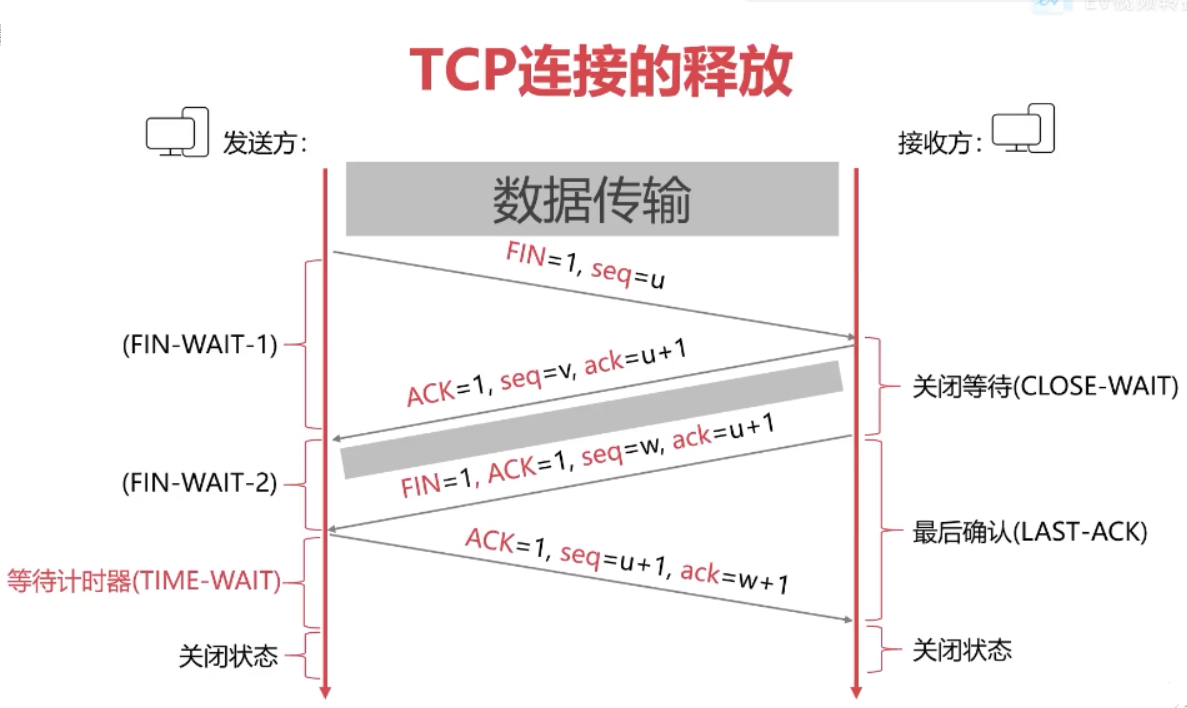 TCP连接的释放
发送方：
接收方：
数据传输
FIN=1, seq=u
(FIN-WAIT-1)
ACK=1, seq=v, ack=u+1
关闭等待(CLOSE-WAIT)
FIN=1, ACK=1, seq=w, ack=u+1
(FIN-WAIT-2)
最后确认(LAST-ACK)
ACK=1, seq=u+1, ack=w+1
等待计时器(TIME-WAIT)
关闭状态
关闭状态